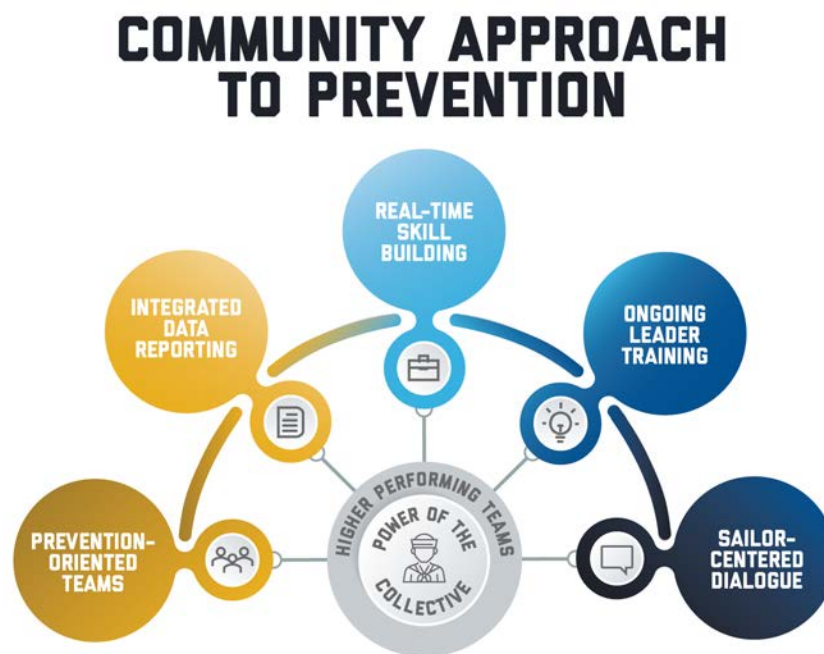 COMMUNITY APPROACH
TO PREVENTION
REAL-TIME
SKILL
BUILDING
INTEGRATED
DATA
REPORTING
ONGOING
LEADER
TRAINING
PREVENTION-
ORIENTED
TEAMS
HIGHER PERFORMING TEAMS
POWER OF THE
COLLECTIVE
SAILOR-
CENTERED
DIALOGUE